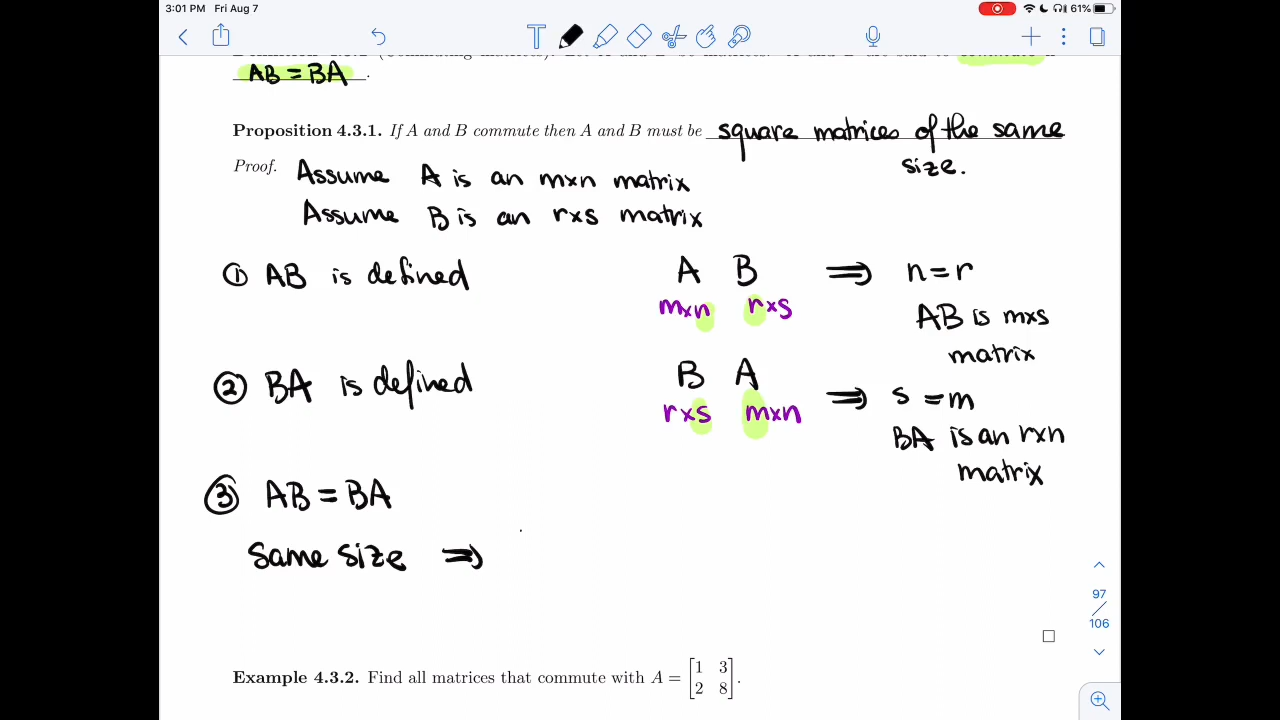 3:01 PM Fri Aug 7 61%
AB = BA .
Proposition 4.3.1. If A and B commute then A and B must be square matrices of the same
size.
Proof. Assume A is an m×n matrix
Assume B is an r×s matrix
① AB is defined A B ⟹ n = r
m×n r×s
AB is m×s
matrix
② BA is defined B A ⟹ s = m
r×s m×n
BA is an r×n
matrix
③ AB = BA
Same size ⟹
97
106
□
Example 4.3.2. Find all matrices that commute with A = [1 3
2 8].